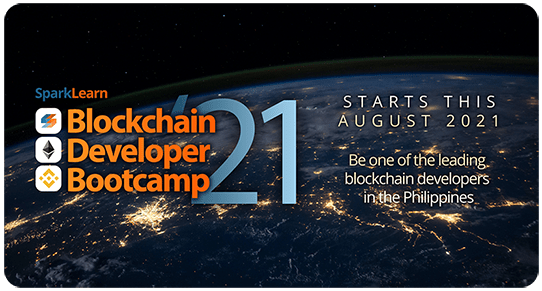 SparkLearn
Blockchain
Developer
Bootcamp
'21
STARTS THIS
AUGUST 2021
Be one of the leading
blockchain developers
in the Philippines